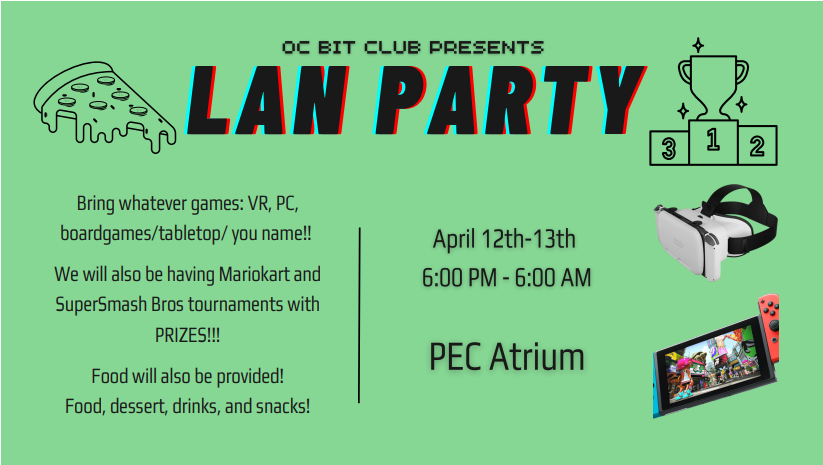 OC BIT CLUB PRESENTS
LAN PARTY
3 1 2
Bring whatever games: VR, PC,
boardgames/tabletop/ you name!!
We will also be having Mariokart and
SuperSmash Bros tournaments with
PRIZES!!!
Food will also be provided!
Food, dessert, drinks, and snacks!
April 12th-13th
6:00 PM - 6:00 AM
PEC Atrium